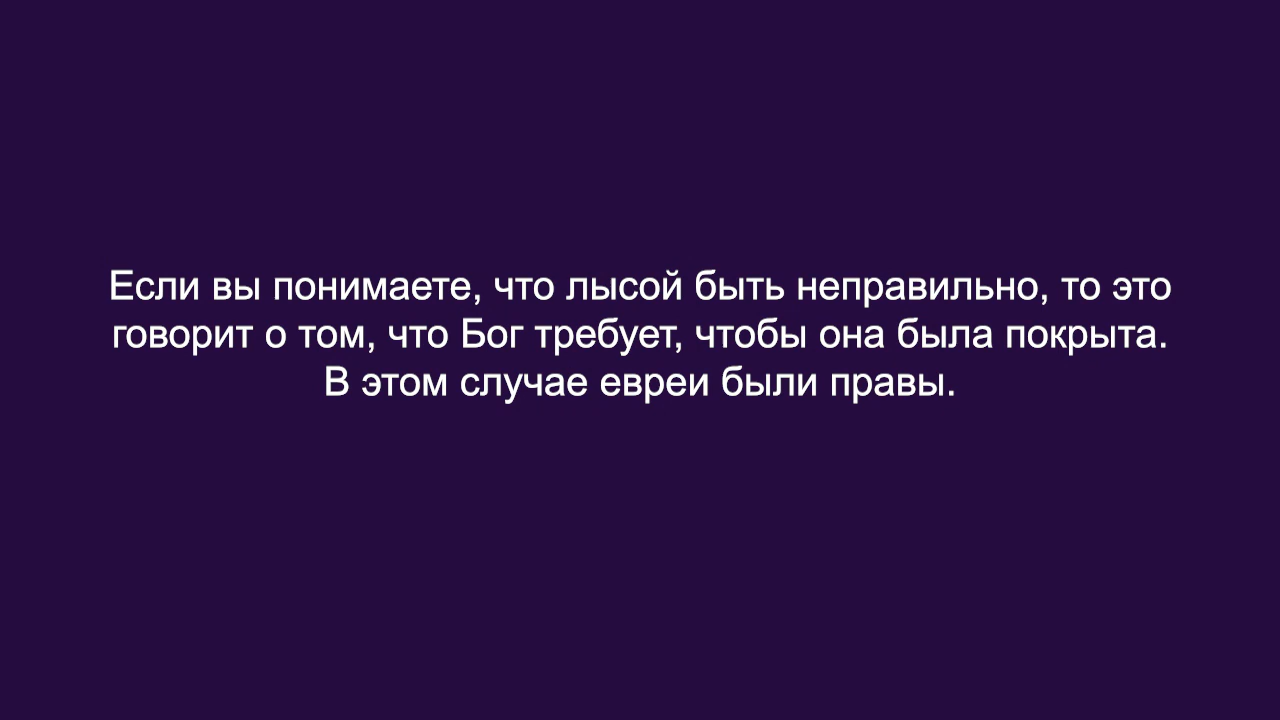 Если вы понимаете, что лысой быть неправильно, то это
говорит о том, что Бог требует, чтобы она была покрыта.
В этом случае евреи были правы.